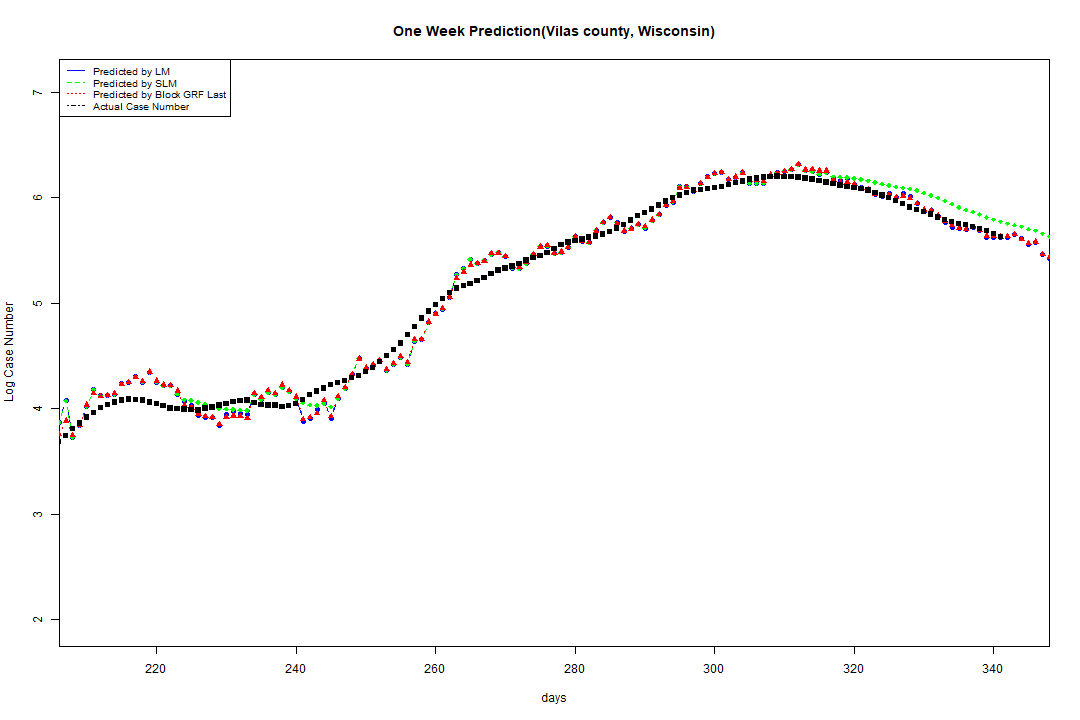 One Week Prediction(Vilas county, Wisconsin)
Predicted by LM
Predicted by SLM
Predicted by Block GRF Last
Actual Case Number
7
6
5
4
3
2
Log Case Number
220 240 260 280 300 320 340
days